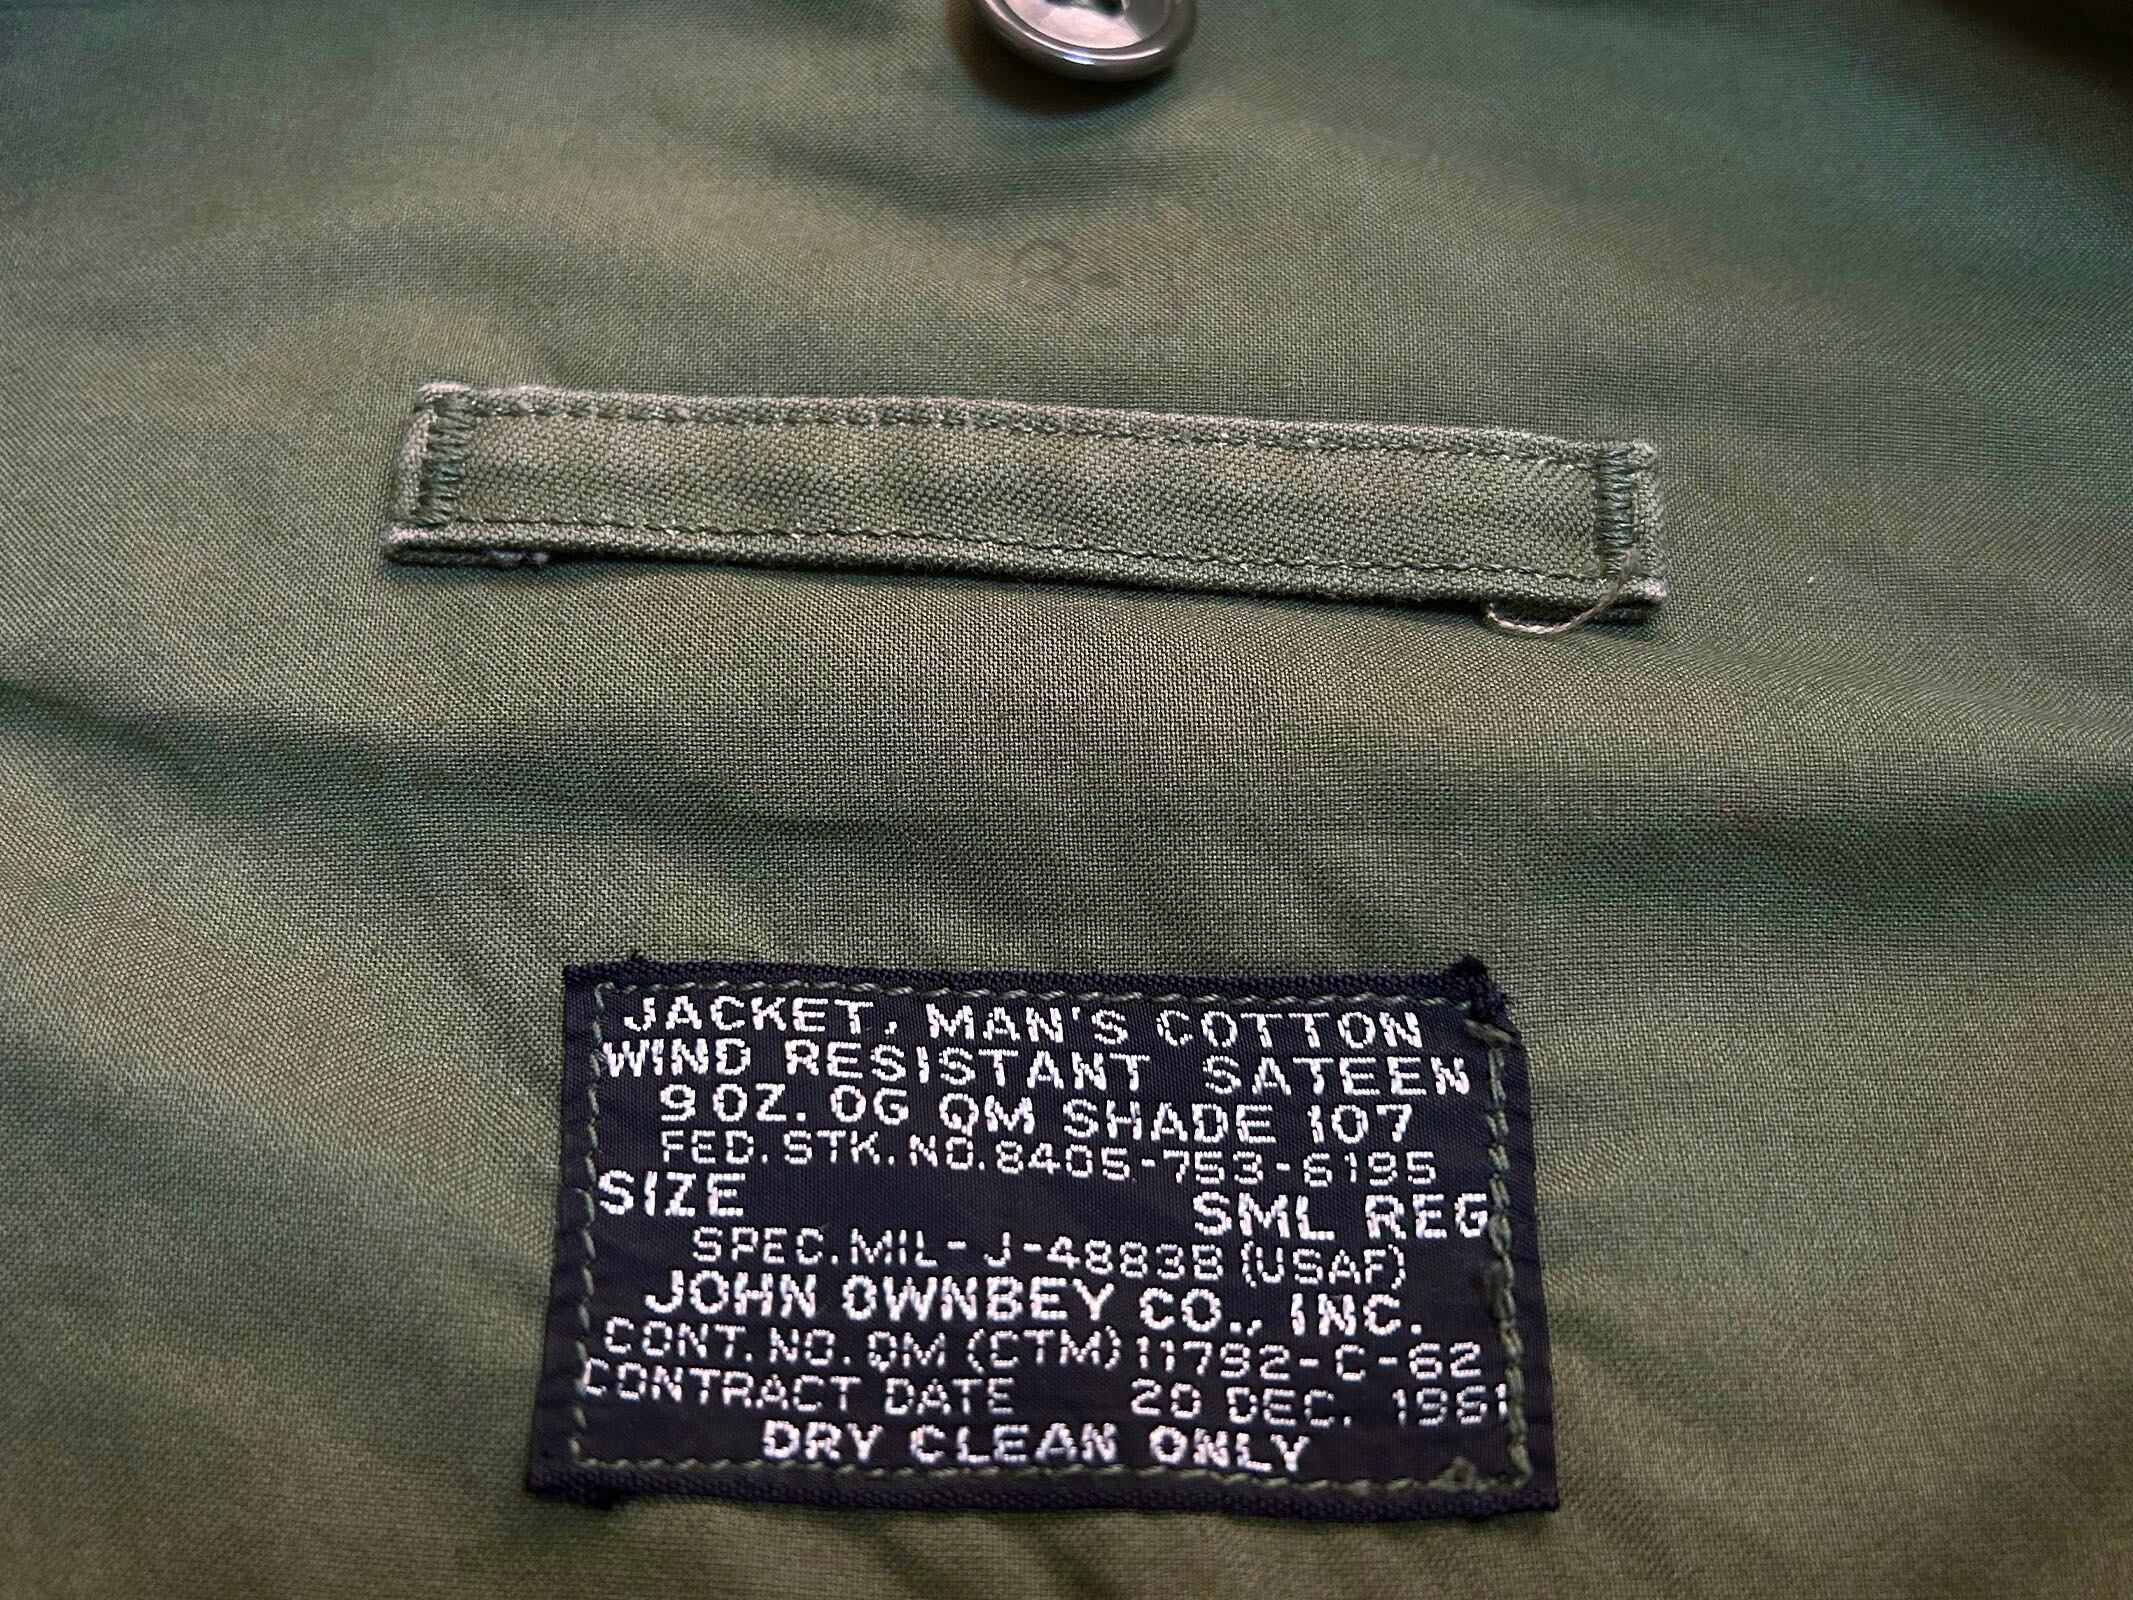 JACKET, MAN'S COTTON
WIND RESISTANT SATEEN
9 OZ. OG QM SHADE 107
FED. STK. NO. 8405-753-6195
SIZE SML REG
SPEC. MIL-J-4883B (USAF)
JOHN OWNBEY CO., INC.
CONT. NO. QM (CTM) 11792-C-62
CONTRACT DATE 20 DEC. 1961
DRY CLEAN ONLY